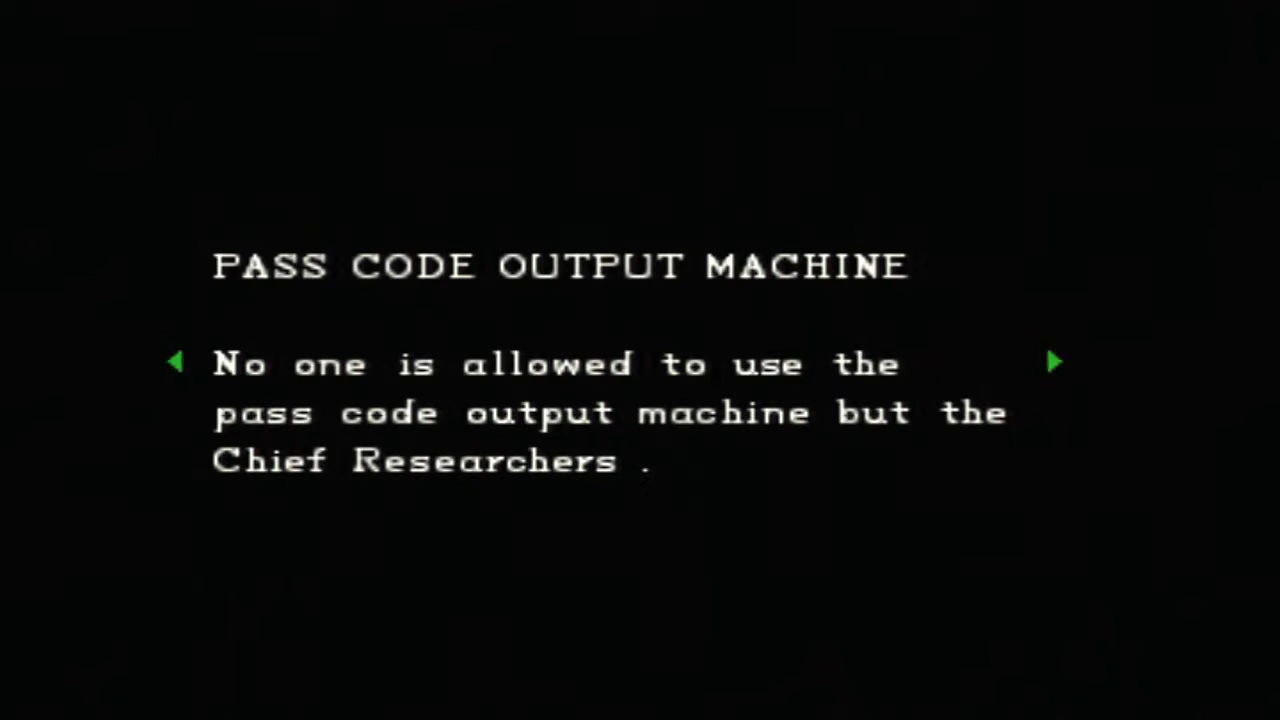 PASS CODE OUTPUT MACHINE
No one is allowed to use the
pass code output machine but the
Chief Researchers .